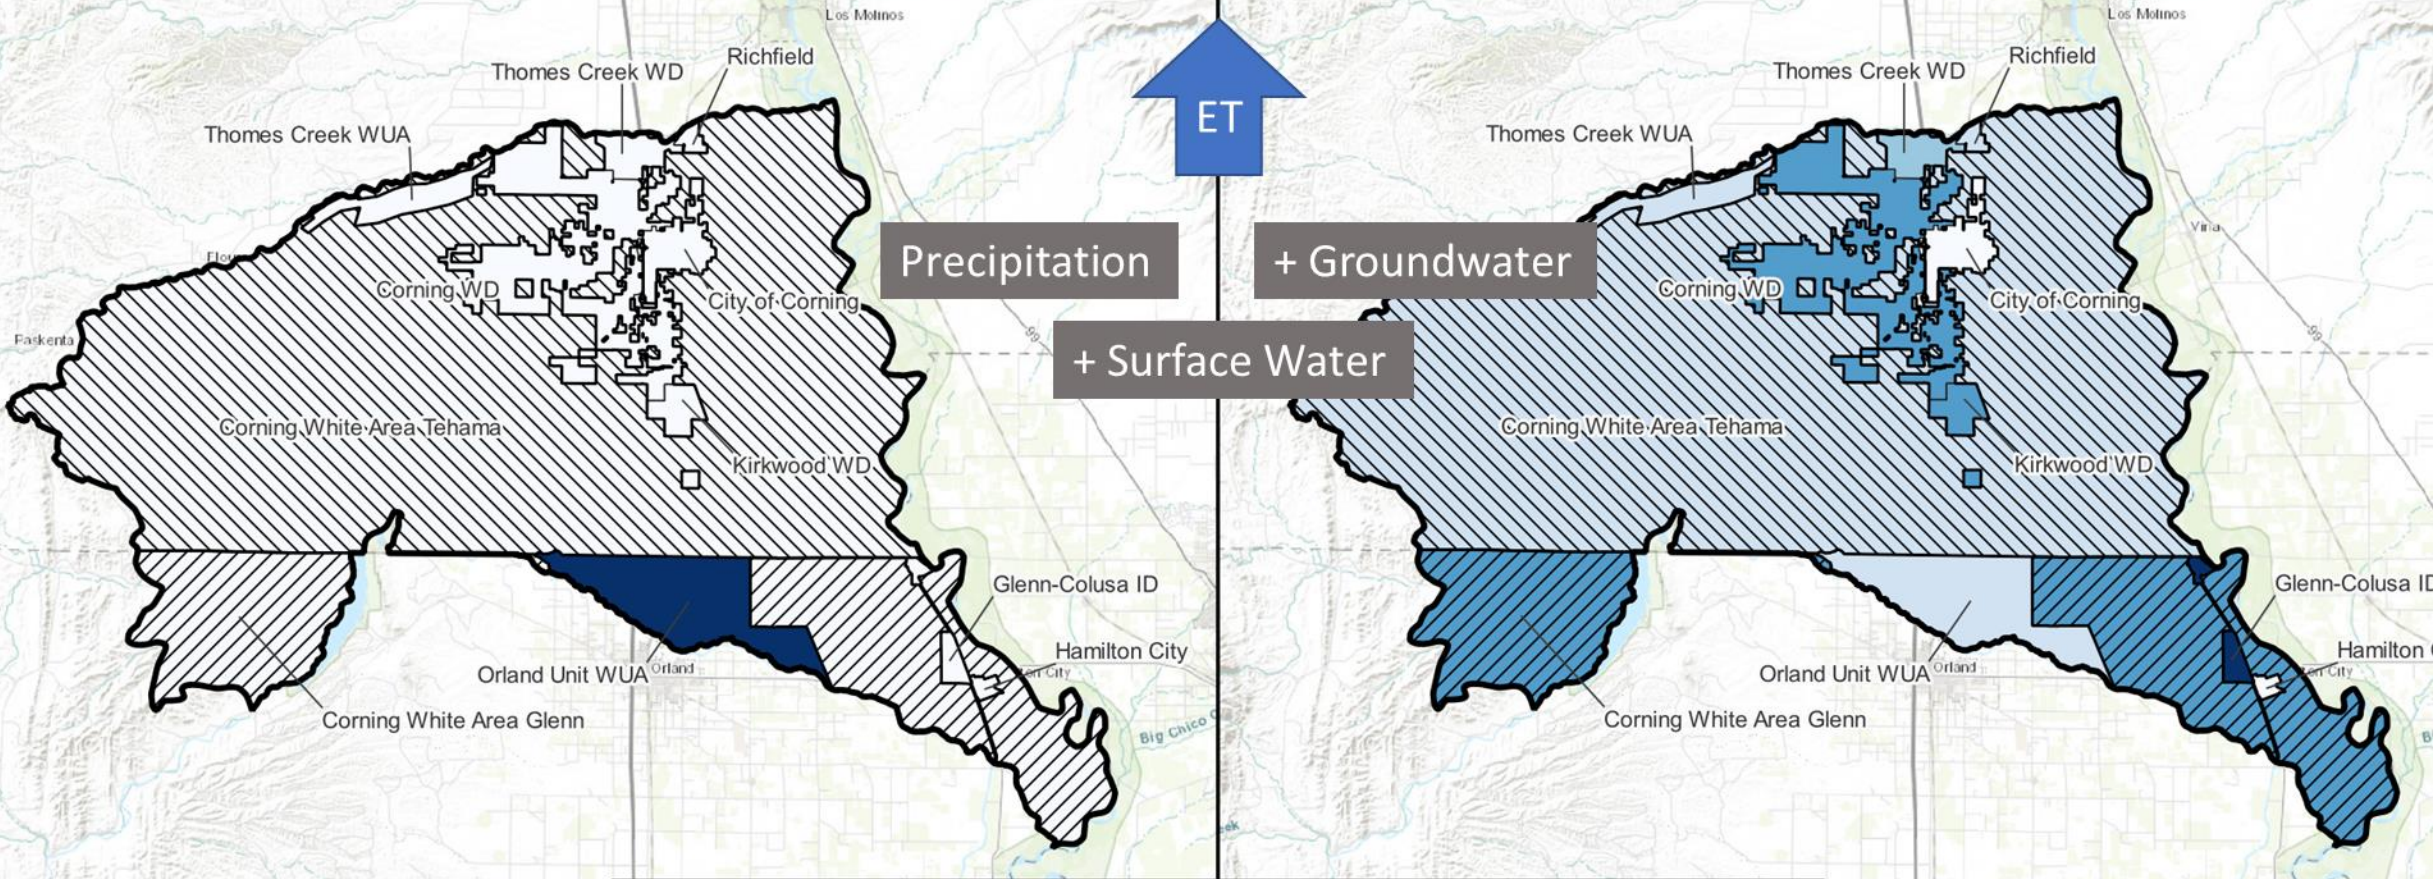 Los Molinos
Richfield
Thomes Creek WD
Thomes Creek WUA
Corning WD
City of Corning
Paskenta
99
Corning White Area Tehama
Kirkwood WD
Glenn-Colusa ID
Hamilton City
Orland Unit WUA
Orland
Corning White Area Glenn
Big Chico
ET
Precipitation
+ Groundwater
+ Surface Water
Los Molinos
Richfield
Thomes Creek WD
Thomes Creek WUA
Vina
Corning WD
City of Corning
99
Corning White Area Tehama
Kirkwood WD
Glenn-Colusa ID
Hamilton
Orland Unit WUA
Orland
Corning White Area Glenn